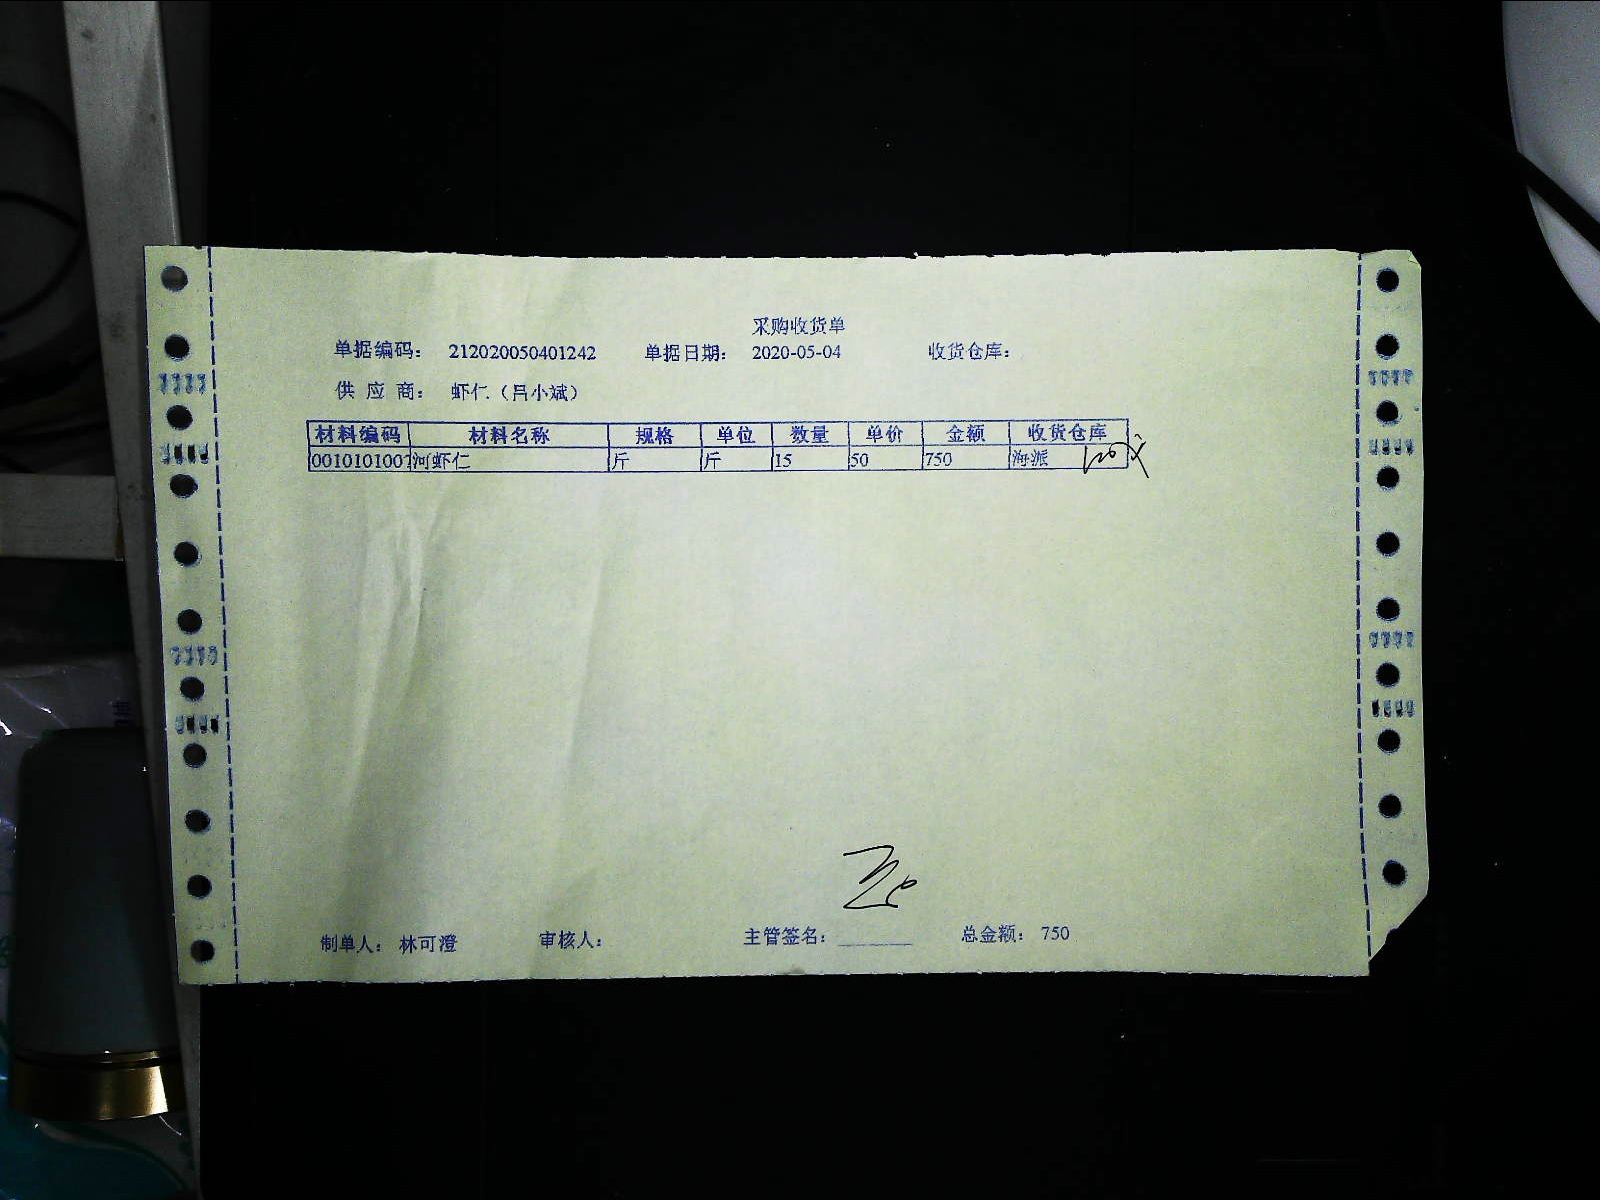 采购收货单
单据编码： 212020050401242 单据日期： 2020-05-04 收货仓库：
供 应 商： 虾仁（吕小斌）
材料编码 材料名称 规格 单位 数量 单价 金额 收货仓库
0010101007 河虾仁 斤 斤 15 50 750 海派
制单人： 林可澄 审核人： 主管签名： 总金额： 750